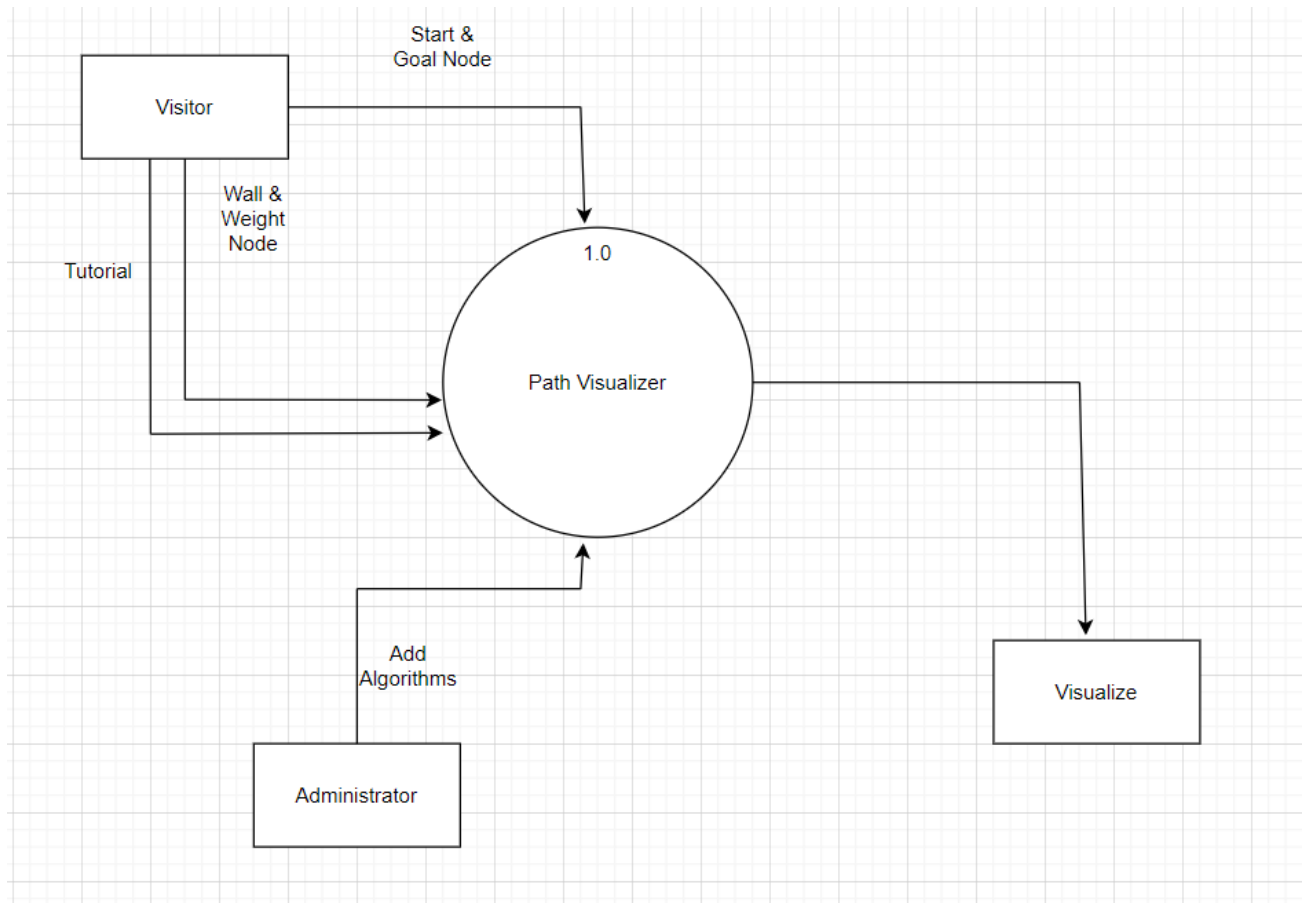 Start &
Goal Node
Visitor
Wall &
Weight
Node
Tutorial
1.0
Path Visualizer
Add
Algorithms
Visualize
Administrator